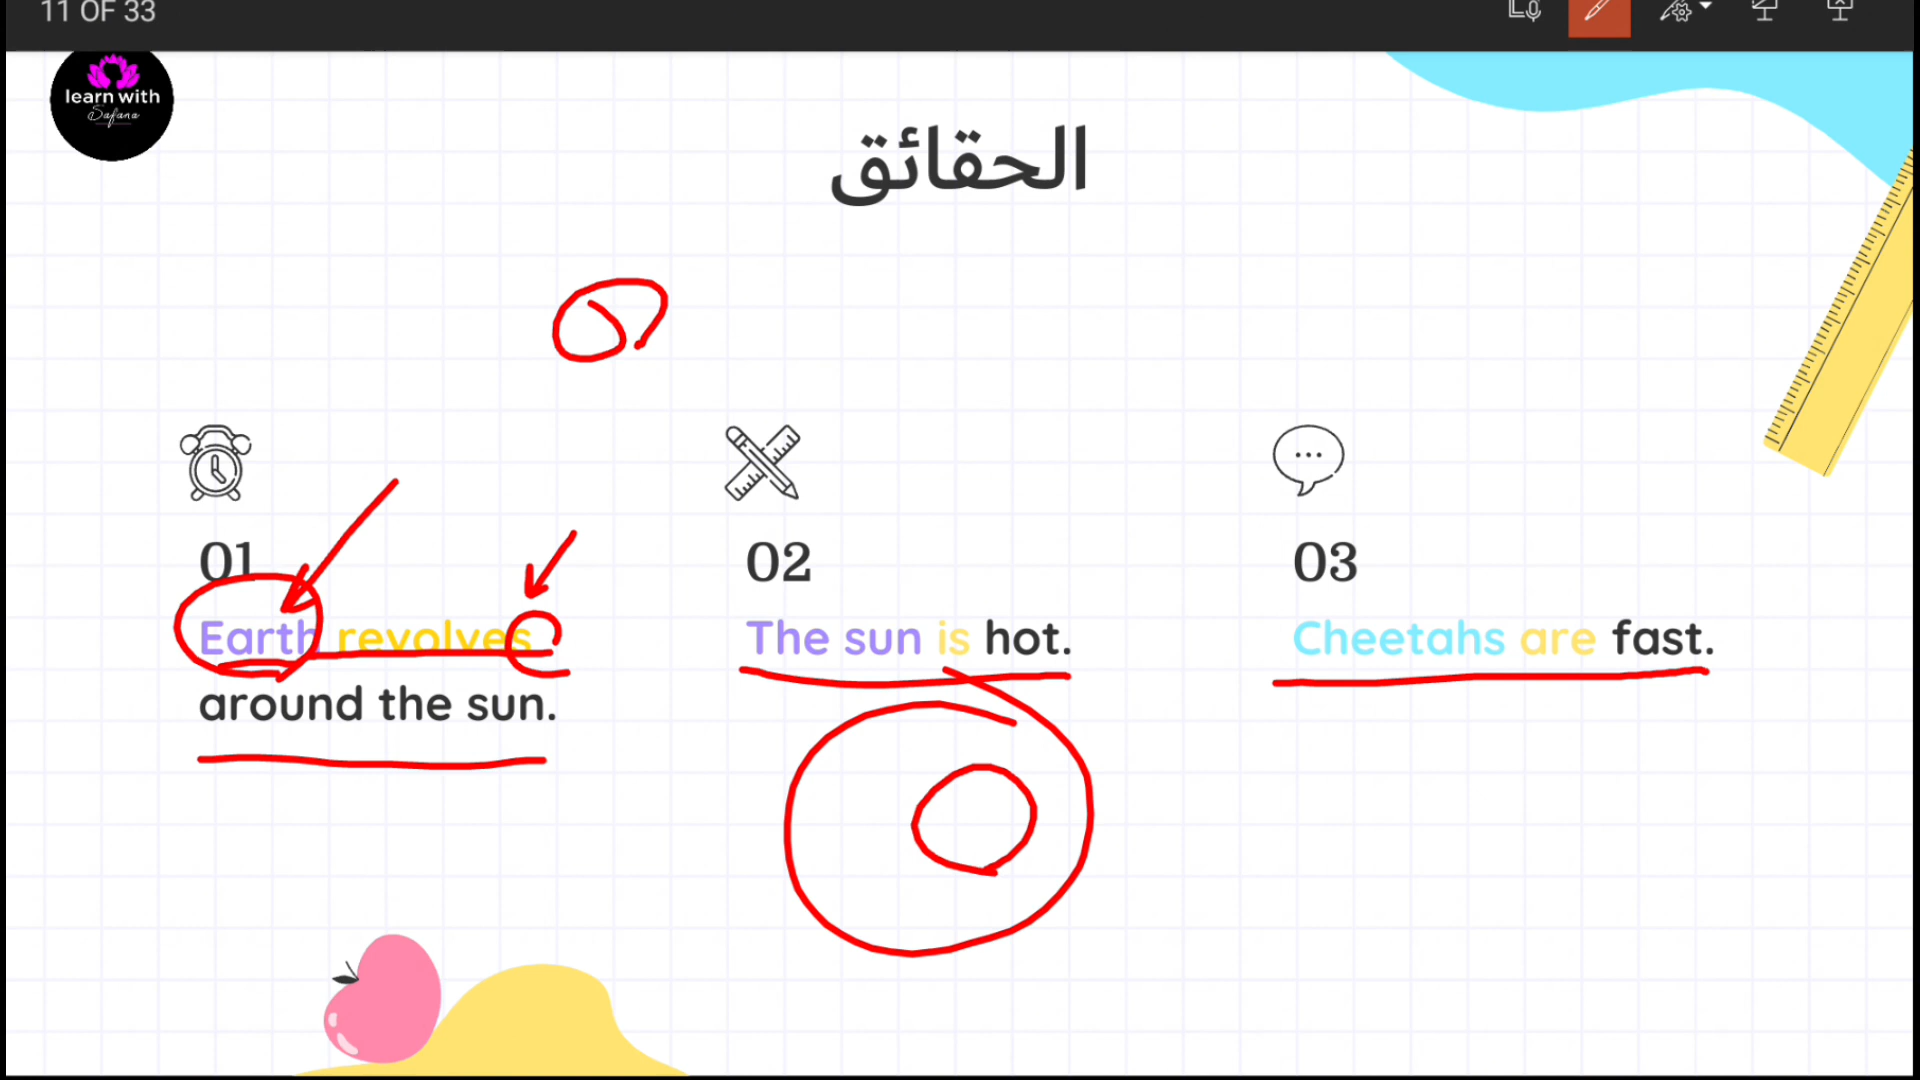 11 OF 33
learn with
Safana
الحقائق
01
Earth revolves
around the sun.
02
The sun is hot.
03
Cheetahs are fast.